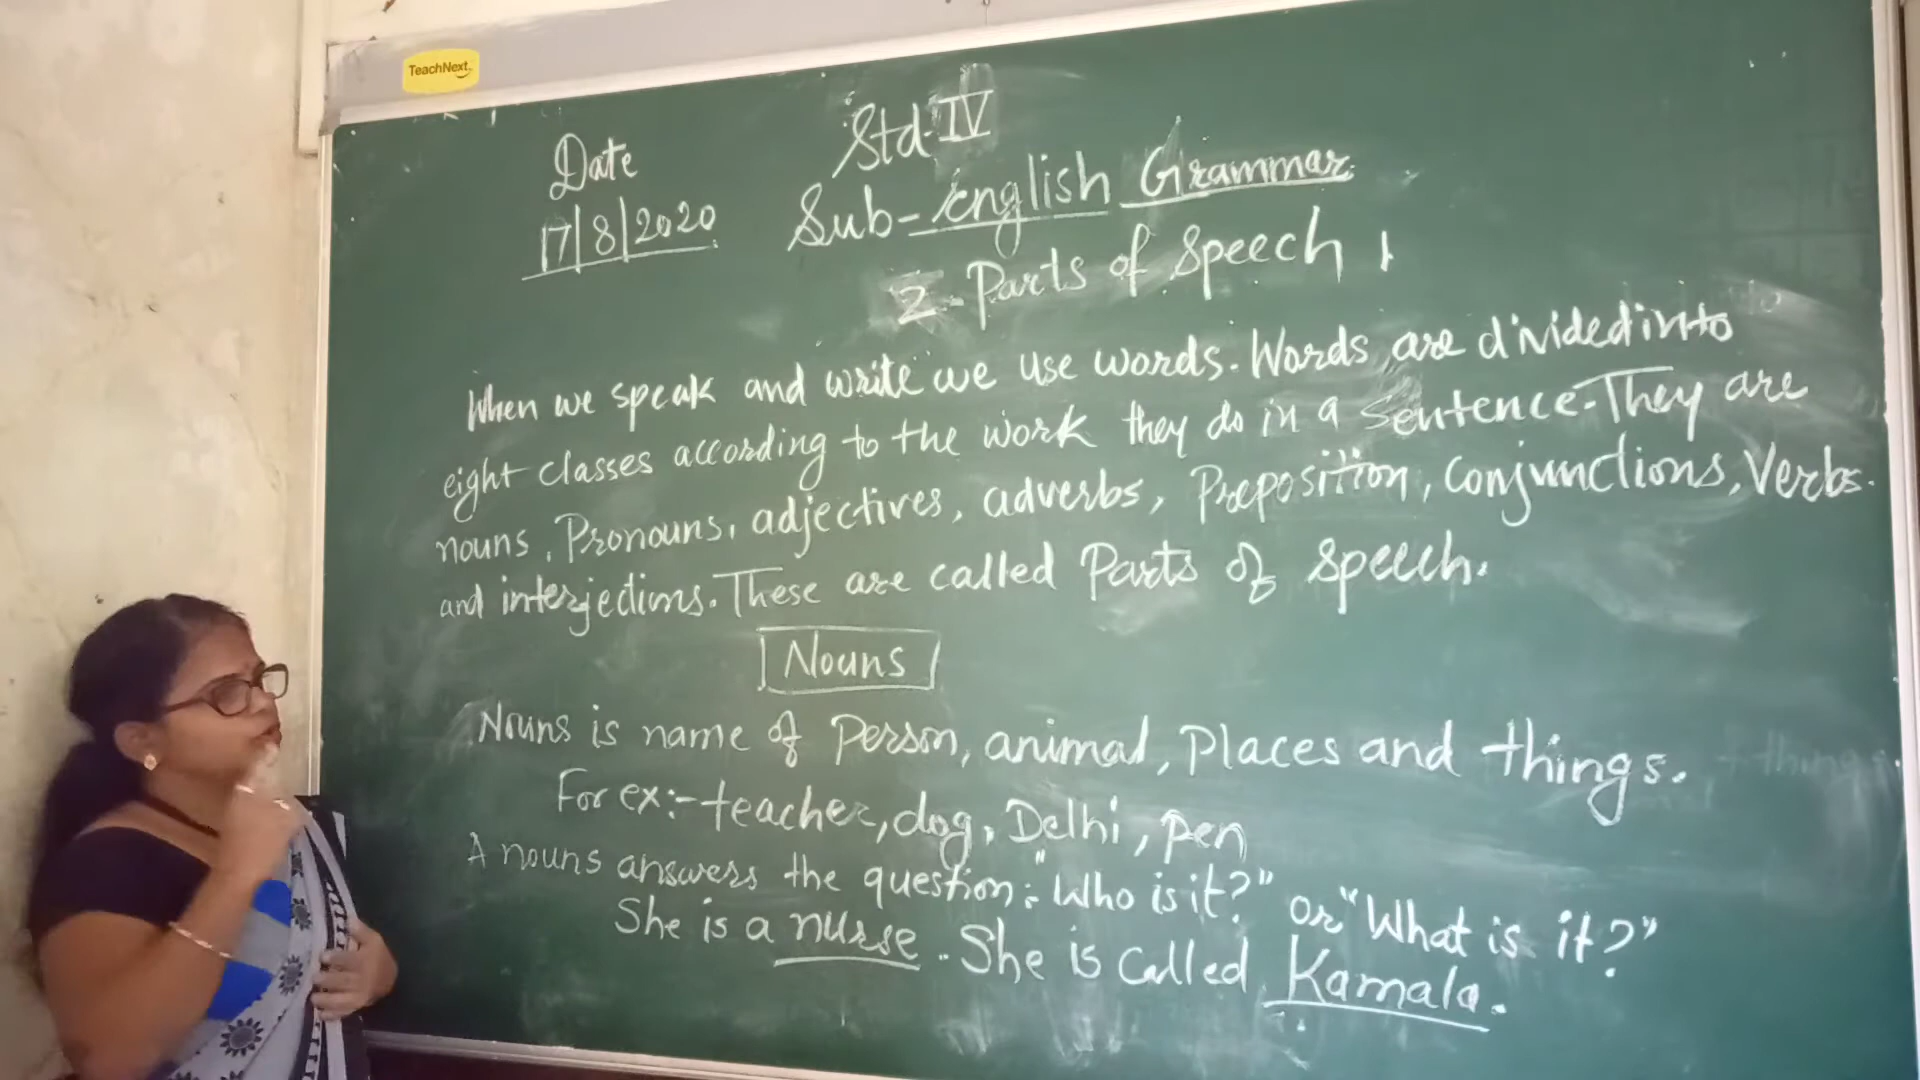 TeachNext
Std-IV
Date
17/8/2020
Sub-English Grammar
2 - Parts of Speech
When we speak and write we use words. Words are divided into
eight classes according to the work they do in a sentence. They are
nouns, Pronouns, adjectives, adverbs, Preposition, Conjunctions, Verbs.
and interjections. These are called Parts of speech.
Nouns
Nouns is name of Person, animal, Places and things.
For ex:- teacher, dog, Delhi, pen
A nouns answers the question: "Who is it?" or "What is it?"
She is a nurse. She is called Kamala.